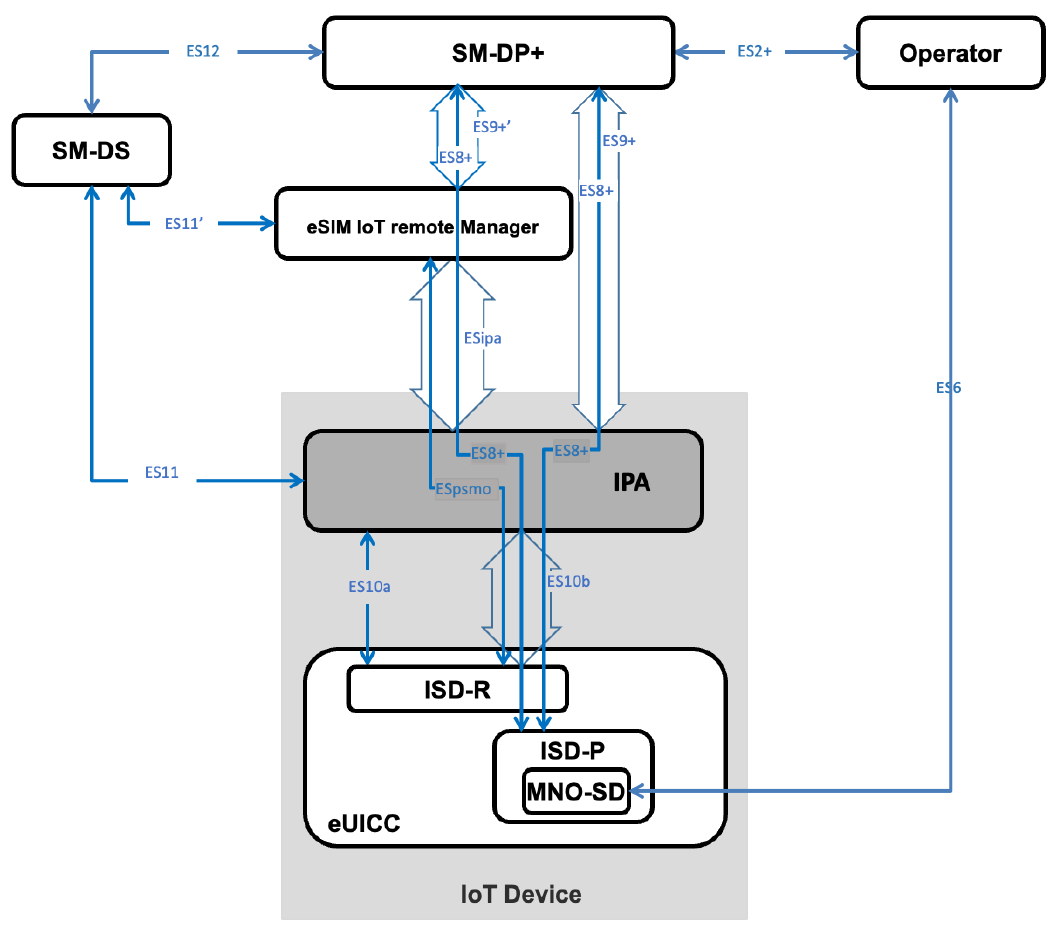 ES12
SM-DP+
ES2+
Operator
SM-DS
ES9+’
ES8+
ES9+
ES8+
ES11’
eSIM IoT remote Manager
ESipa
ES6
ES11
ES8+
ES8+
IPA
ESpsmo
ES10a
ES10b
ISD-R
ISD-P
MNO-SD
eUICC
IoT Device